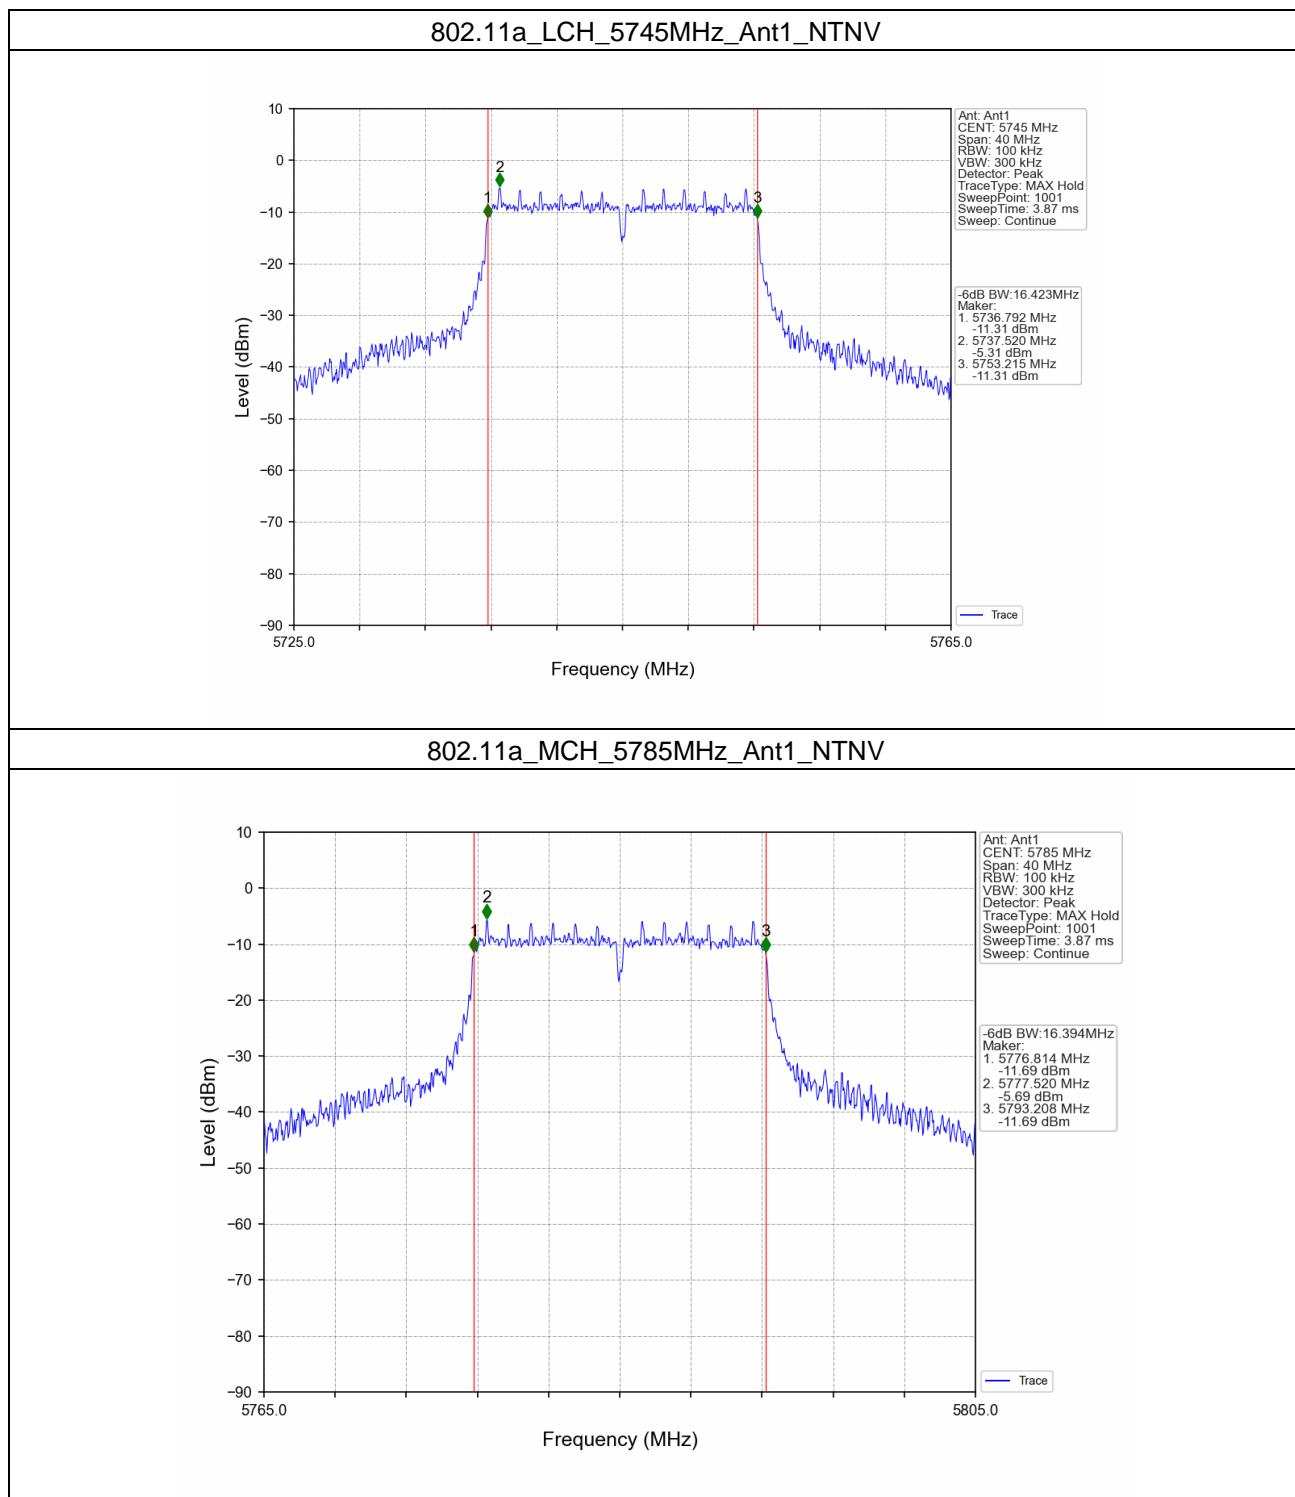 802.11a_LCH_5745MHz_Ant1_NTNV
10
0
−10
−20
−30
−40
−50
−60
−70
−80
−90
Level (dBm)
1
2
3
5725.0
5765.0
Frequency (MHz)
Ant: Ant1
CENT: 5745 MHz
Span: 40 MHz
RBW: 100 kHz
VBW: 300 kHz
Detector: Peak
TraceType: MAX Hold
SweepPoint: 1001
SweepTime: 3.87 ms
Sweep: Continue
-6dB BW:16.423MHz
Maker:
1. 5736.792 MHz
-11.31 dBm
2. 5737.520 MHz
-5.31 dBm
3. 5753.215 MHz
-11.31 dBm
Trace
802.11a_MCH_5785MHz_Ant1_NTNV
10
0
−10
−20
−30
−40
−50
−60
−70
−80
−90
Level (dBm)
1
2
3
5765.0
5805.0
Frequency (MHz)
Ant: Ant1
CENT: 5785 MHz
Span: 40 MHz
RBW: 100 kHz
VBW: 300 kHz
Detector: Peak
TraceType: MAX Hold
SweepPoint: 1001
SweepTime: 3.87 ms
Sweep: Continue
-6dB BW:16.394MHz
Maker:
1. 5776.814 MHz
-11.69 dBm
2. 5777.520 MHz
-5.69 dBm
3. 5793.208 MHz
-11.69 dBm
Trace